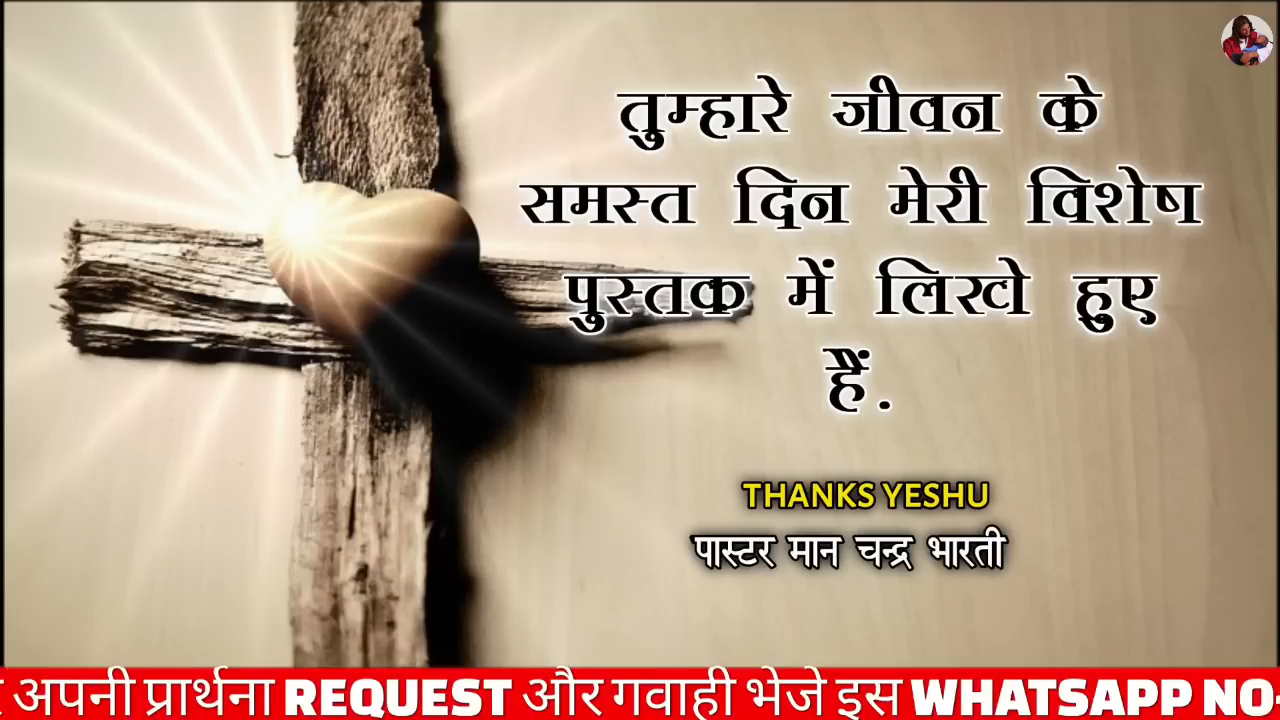 तुम्हारे जीवन के
समस्त दिन मेरी विशेष
पुस्तक में लिखे हुए
हैं.
THANKS YESHU
पास्टर मान चन्द्र भारती
अपनी प्रार्थना REQUEST और गवाही भेजे इस WHATSAPP NO-